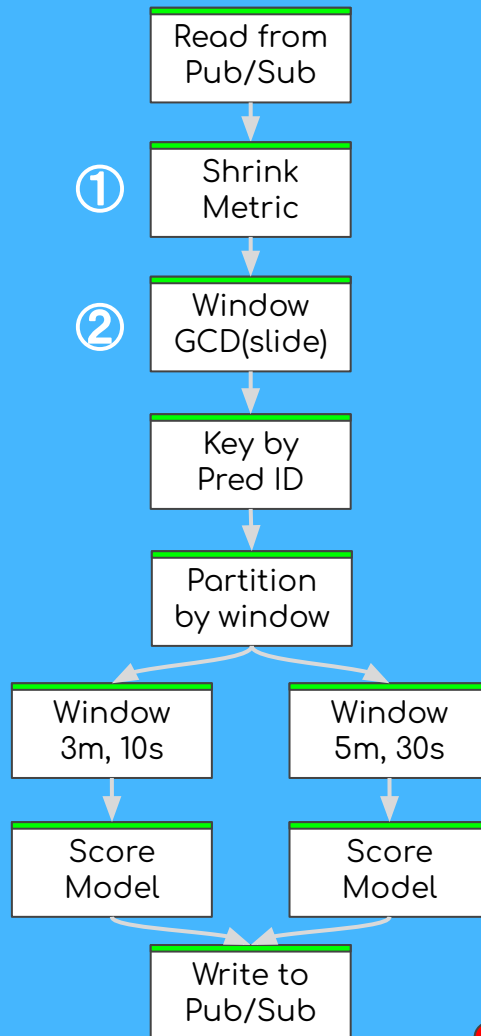 Read from
Pub/Sub
①
Shrink
Metric
②
Window
GCD(slide)
Key by
Pred ID
Partition
by window
Window
3m, 10s
Window
5m, 30s
Score
Model
Score
Model
Write to
Pub/Sub